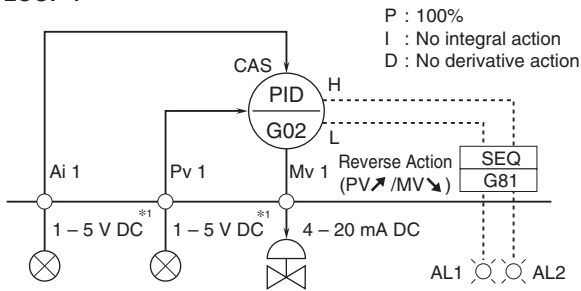 P : 100%
I : No integral action
D : No derivative action
CAS
H
PID
G02
L
Ai 1
Pv 1
Mv 1
Reverse Action
(PV↗/MV↘)
SEQ
G81
1 – 5 V DC*1
1 – 5 V DC*1
4 – 20 mA DC
AL1
AL2